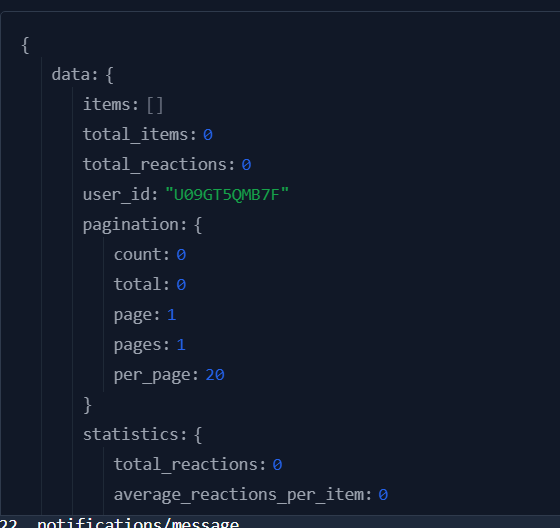 {
data: {
items: []
total_items: 0
total_reactions: 0
user_id: "U09GT5QMB7F"
pagination: {
count: 0
total: 0
page: 1
pages: 1
per_page: 20
}
statistics: {
total_reactions: 0
average_reactions_per_item: 0
22. notifications/message